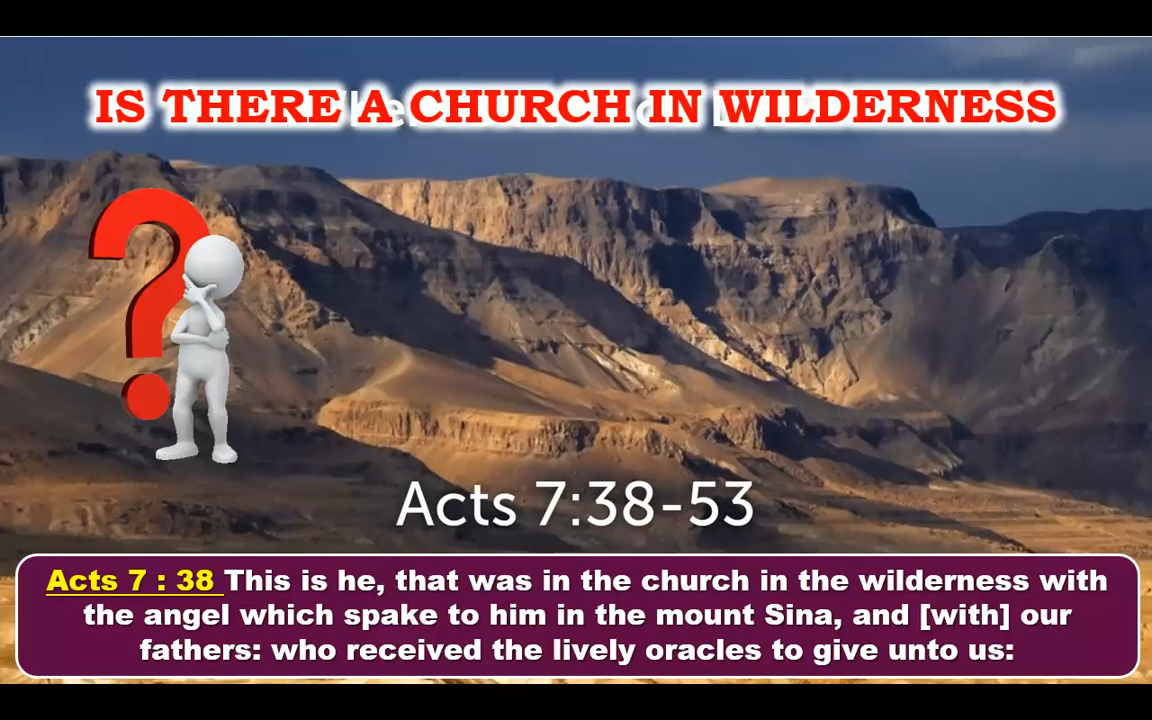 IS THERE A CHURCH IN WILDERNESS
Acts 7:38-53
Acts 7 : 38 This is he, that was in the church in the wilderness with
the angel which spake to him in the mount Sina, and [with] our
fathers: who received the lively oracles to give unto us: